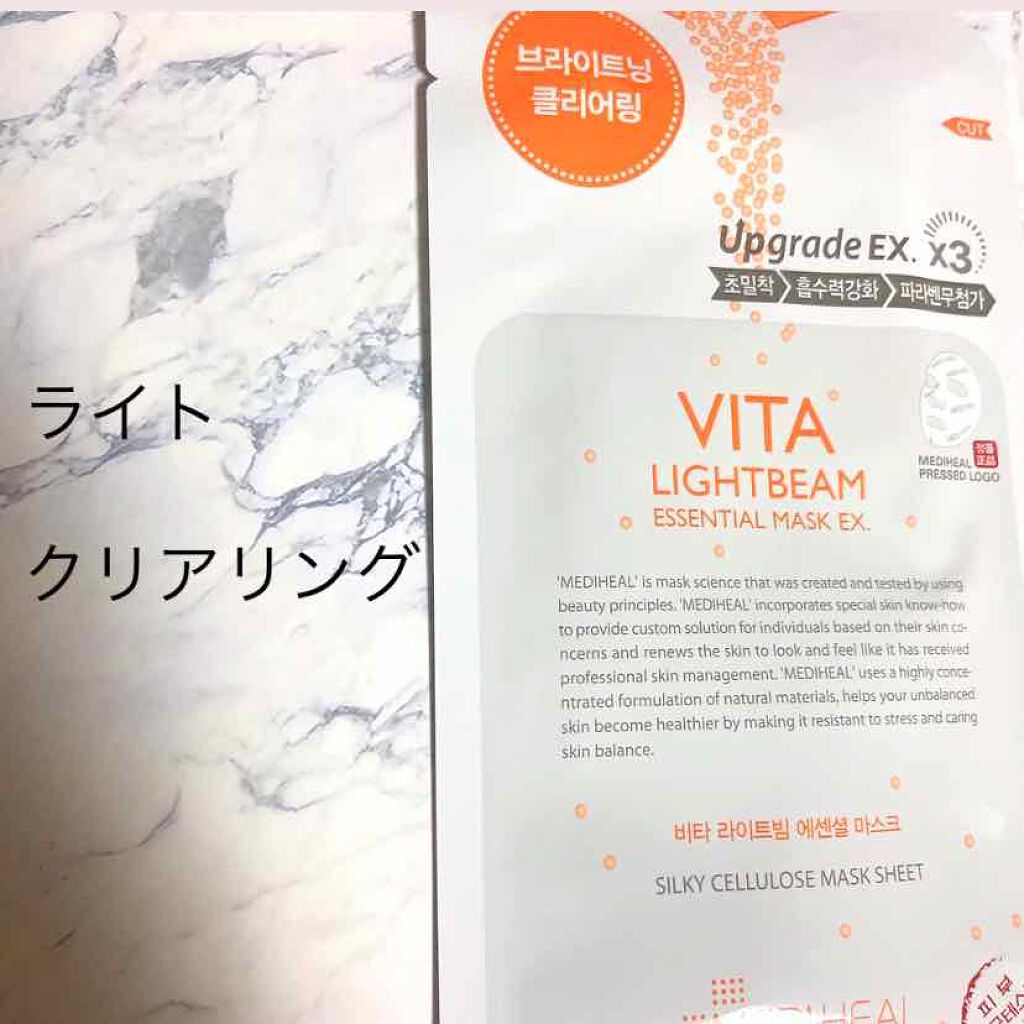 브라이트닝
클리어링
CUT
Upgrade EX. x3
초밀착 흡수력강화 파라벤무첨가
VITA
LIGHTBEAM
ESSENTIAL MASK EX.
정품
正品
MEDIHEAL
PRESSED LOGO
ライト
クリアリング
'MEDIHEAL' is mask science that was created and tested by using
beauty principles. 'MEDIHEAL' incorporates special skin know-how
to provide custom solution for individuals based on their skin co-
ncerns and renews the skin to look and feel like it has received
professional skin management. 'MEDIHEAL' uses a highly conce-
ntrated formulation of natural materials, helps your unbalanced
skin become healthier by making it resistant to stress and caring
skin balance.
비타 라이트빔 에센셜 마스크
SILKY CELLULOSE MASK SHEET
피부